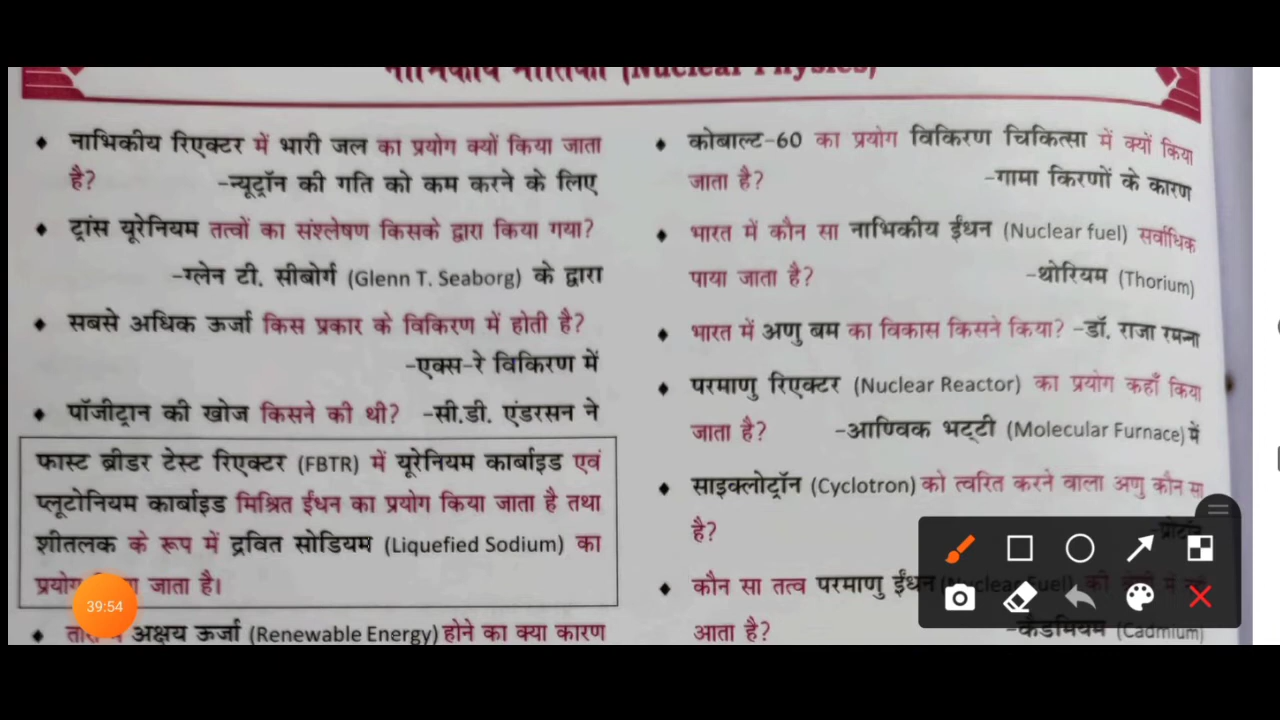 नाभिकीय भौतिकी (Nuclear Physics)
♦ नाभिकीय रिएक्टर में भारी जल का प्रयोग क्यों किया जाता
है? -न्यूट्रॉन की गति को कम करने के लिए
♦ ट्रांस यूरेनियम तत्वों का संश्लेषण किसके द्वारा किया गया?
-ग्लेन टी. सीबोर्ग (Glenn T. Seaborg) के द्वारा
♦ सबसे अधिक ऊर्जा किस प्रकार के विकिरण में होती है?
-एक्स-रे विकिरण में
♦ पॉजीट्रान की खोज किसने की थी? -सी.डी. एंडरसन ने
फास्ट ब्रीडर टेस्ट रिएक्टर (FBTR) में यूरेनियम कार्बाइड एवं
प्लूटोनियम कार्बाइड मिश्रित ईंधन का प्रयोग किया जाता है तथा
शीतलक के रूप में द्रवित सोडियम (Liquefied Sodium) का
प्रयोग जाता है।
♦ अक्षय ऊर्जा (Renewable Energy) होने का क्या कारण
♦ कोबाल्ट-60 का प्रयोग विकिरण चिकित्सा में क्यों किया
जाता है? -गामा किरणों के कारण
♦ भारत में कौन सा नाभिकीय ईंधन (Nuclear fuel) सर्वाधिक
पाया जाता है? -थोरियम (Thorium)
♦ भारत में अणु बम का विकास किसने किया? -डॉ. राजा रमन्ना
♦ परमाणु रिएक्टर (Nuclear Reactor) का प्रयोग कहाँ किया
जाता है? -आण्विक भट्टी (Molecular Furnace) में
♦ साइक्लोट्रॉन (Cyclotron) को त्वरित करने वाला अणु कौन सा
है? -प्रोटॉन
♦ कौन सा तत्व परमाणु ईंधन (Nuclear fuel) की
आता है? -कैडमियम (Cadmium)
39:54